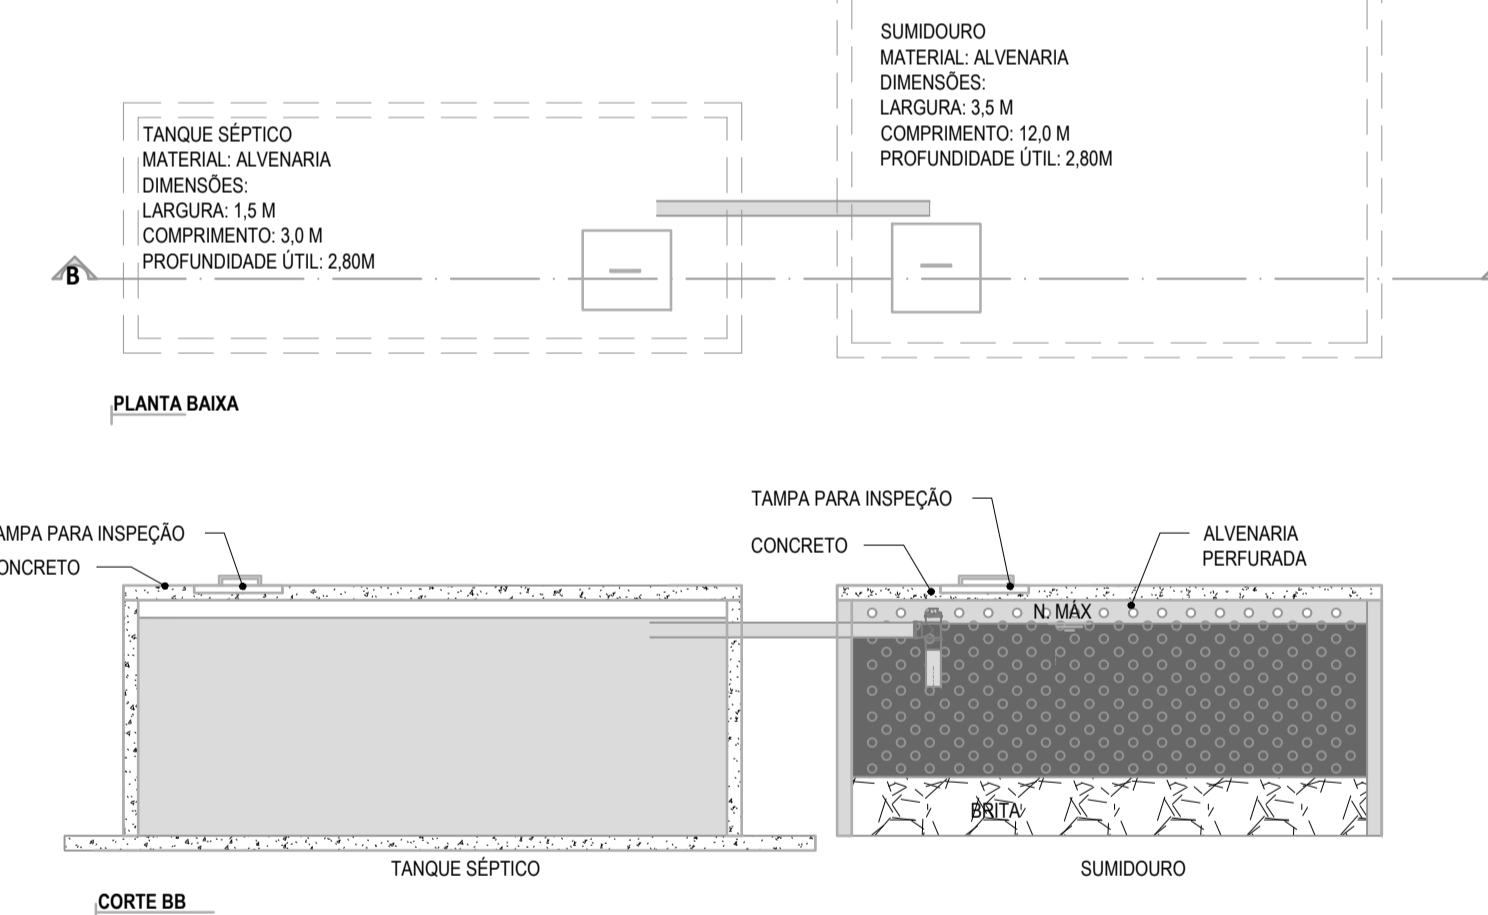 SUMIDOURO
MATERIAL: ALVENARIA
DIMENSÕES:
LARGURA: 3,5 M
COMPRIMENTO: 12,0 M
PROFUNDIDADE ÚTIL: 2,80M
TANQUE SÉPTICO
MATERIAL: ALVENARIA
DIMENSÕES:
LARGURA: 1,5 M
COMPRIMENTO: 3,0 M
PROFUNDIDADE ÚTIL: 2,80M
B
PLANTA BAIXA
TAMPA PARA INSPEÇÃO
CONCRETO
AMPA PARA INSPEÇÃO
ONCRETO
ALVENARIA
PERFURADA
N. MÁX
BRITA
TANQUE SÉPTICO
SUMIDOURO
CORTE BB